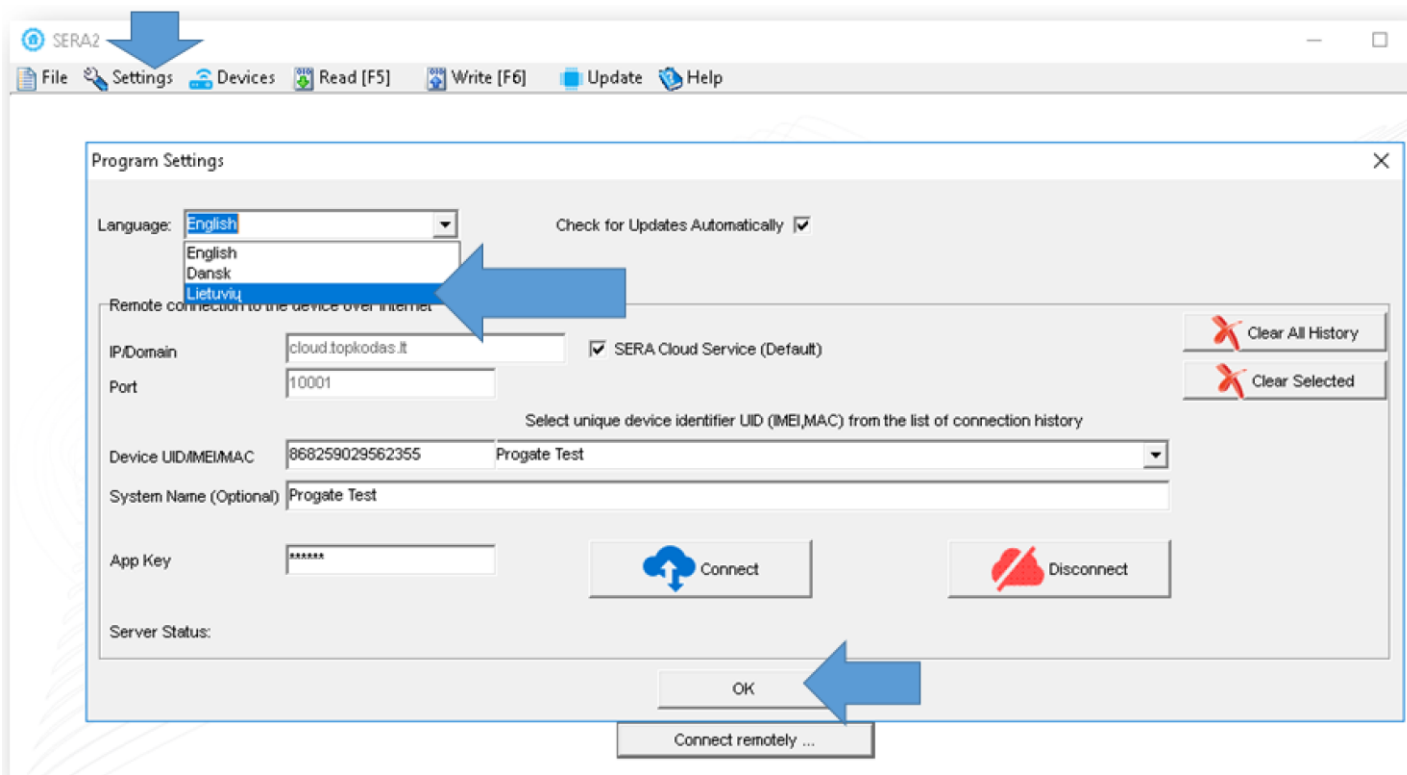 SERA2
File Settings Devices Read [F5] Write [F6] Update Help
Program Settings
Language: English
Check for Updates Automatically
English
Dansk
Lietuvių
Remote connection to the device over internet
IP/Domain cloud.topkodas.lt SERA Cloud Service (Default)
Clear All History
Port 10001
Clear Selected
Select unique device identifier UID (IMEI,MAC) from the list of connection history
Device UID/IMEI/MAC 868259029562355 Progate Test
System Name (Optional) Progate Test
App Key ****** Connect Disconnect
Server Status:
OK
Connect remotely ...